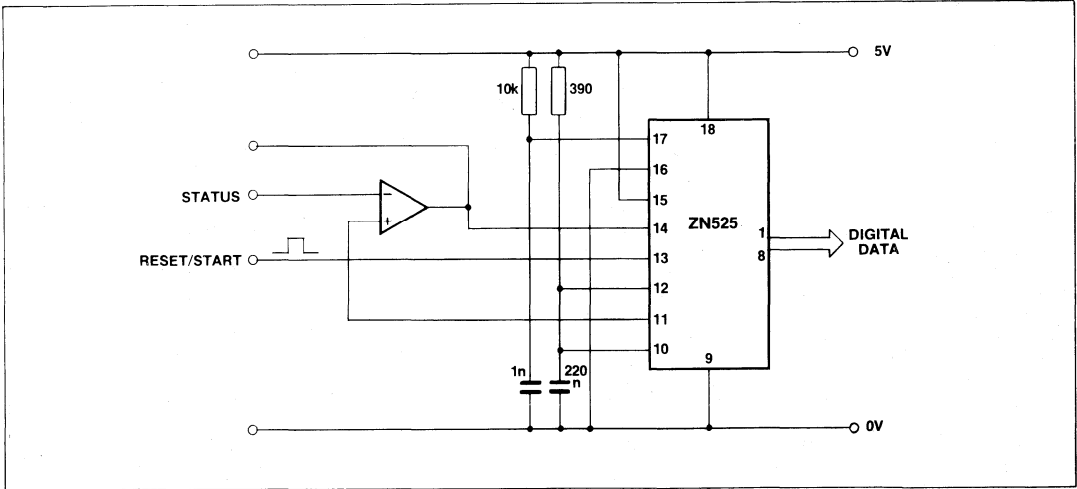 5V
10k
390
18
17
16
STATUS
−
15
ZN525
+
14
1
DIGITAL
DATA
8
RESET/START
13
12
11
10
9
1n
220
n
0V